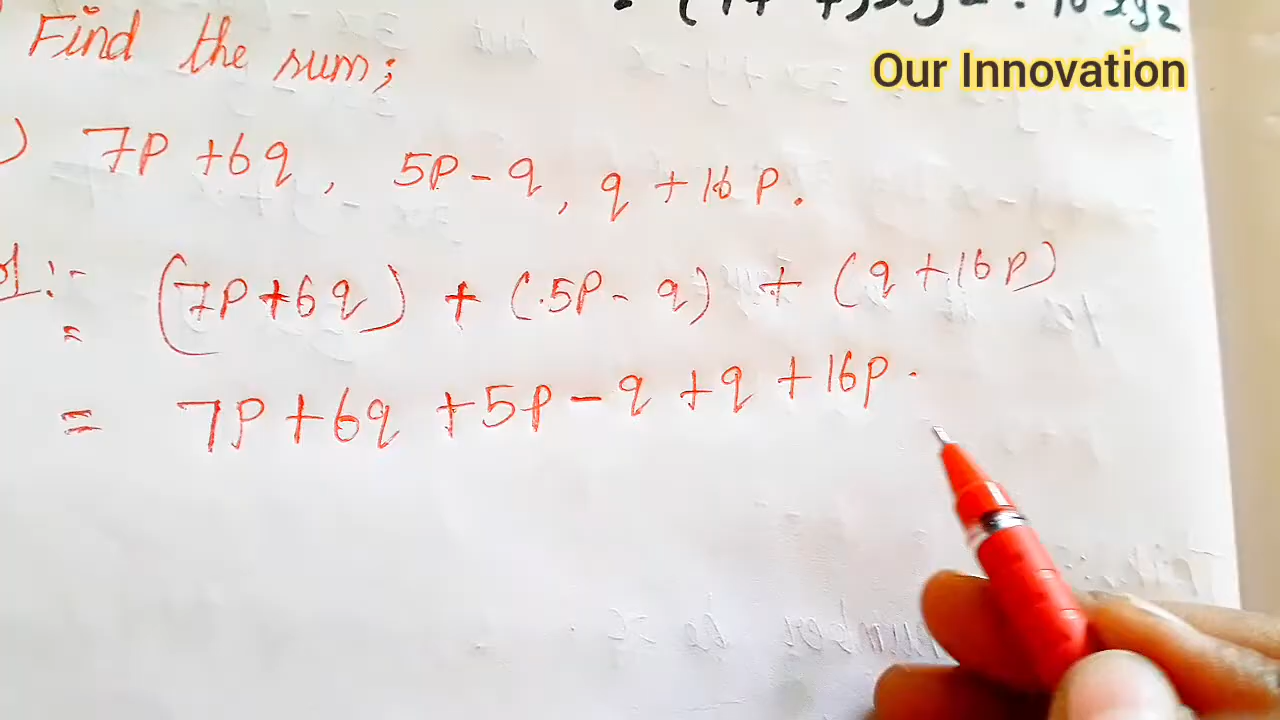 Our Innovation
Find the sum;
) 7p + 6q, 5p - q, q + 16p.
:- (7p + 6q) + (5p - q) + (q + 16p)
=
= 7p + 6q + 5p - q + q + 16p.